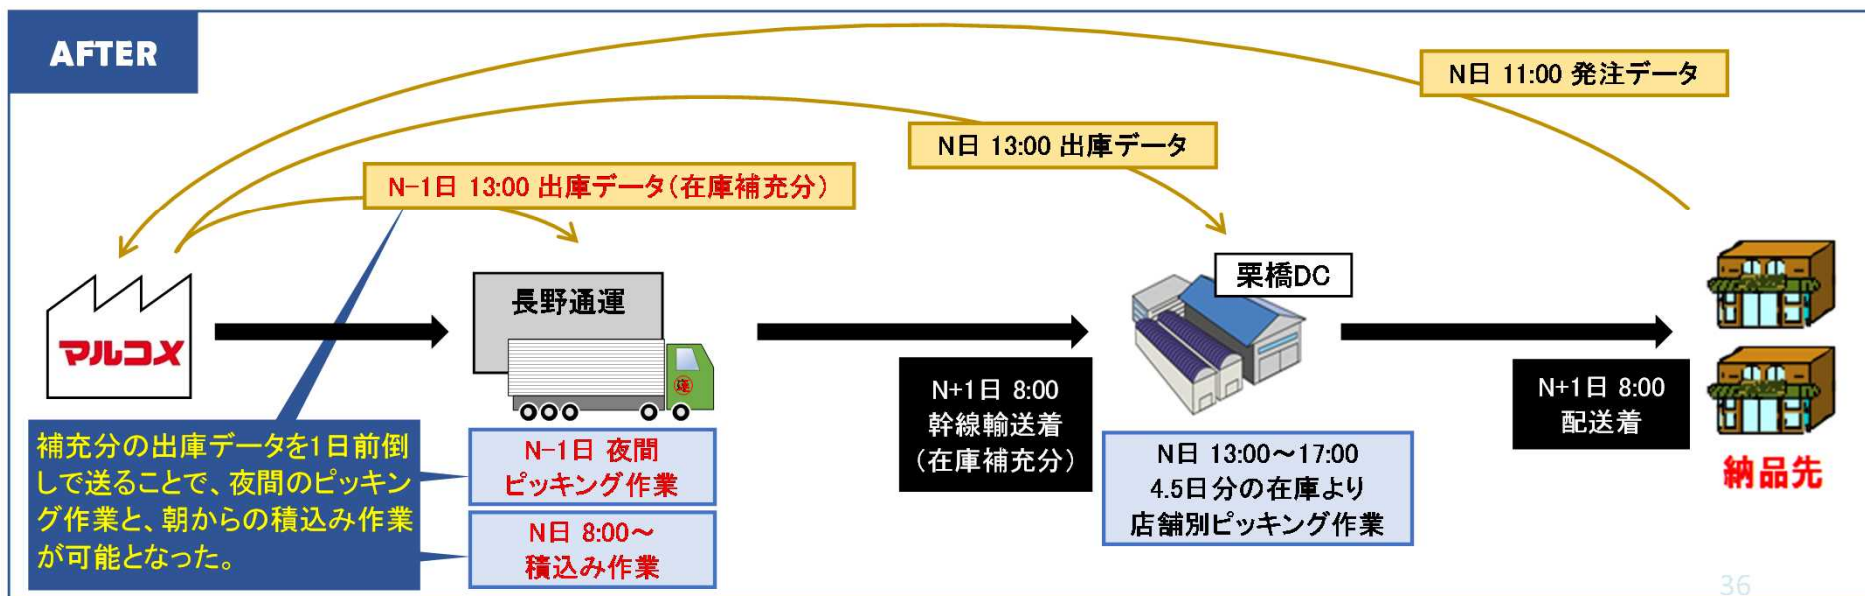 AFTER
N日 11:00 発注データ
N日 13:00 出庫データ
N-1日 13:00 出庫データ(在庫補充分)
マルコメ
長野通運
運
栗橋DC
N+1日 8:00
幹線輸送着
(在庫補充分)
N+1日 8:00
配送着
納品先
補充分の出庫データを1日前倒
しで送ることで、夜間のピッキン
グ作業と、朝からの積込み作業
が可能となった。
N-1日 夜間
ピッキング作業
N日 8:00～
積込み作業
N日 13:00～17:00
4.5日分の在庫より
店舗別ピッキング作業
36